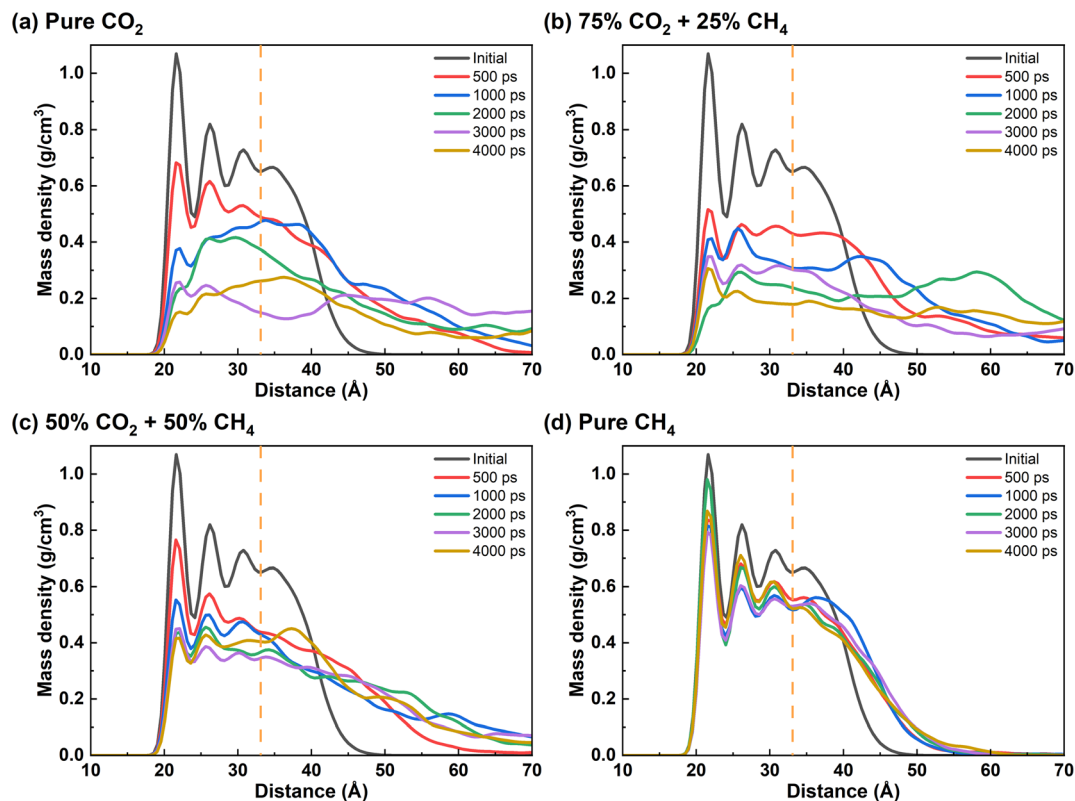 (a) Pure CO₂
Mass density (g/cm³)
1.0
0.8
0.6
0.4
0.2
0.0
Initial
500 ps
1000 ps
2000 ps
3000 ps
4000 ps
10 20 30 40 50 60 70
Distance (Å)
(b) 75% CO₂ + 25% CH₄
Mass density (g/cm³)
1.0
0.8
0.6
0.4
0.2
0.0
Initial
500 ps
1000 ps
2000 ps
3000 ps
4000 ps
10 20 30 40 50 60 70
Distance (Å)
(c) 50% CO₂ + 50% CH₄
Mass density (g/cm³)
1.0
0.8
0.6
0.4
0.2
0.0
Initial
500 ps
1000 ps
2000 ps
3000 ps
4000 ps
10 20 30 40 50 60 70
Distance (Å)
(d) Pure CH₄
Mass density (g/cm³)
1.0
0.8
0.6
0.4
0.2
0.0
Initial
500 ps
1000 ps
2000 ps
3000 ps
4000 ps
10 20 30 40 50 60 70
Distance (Å)